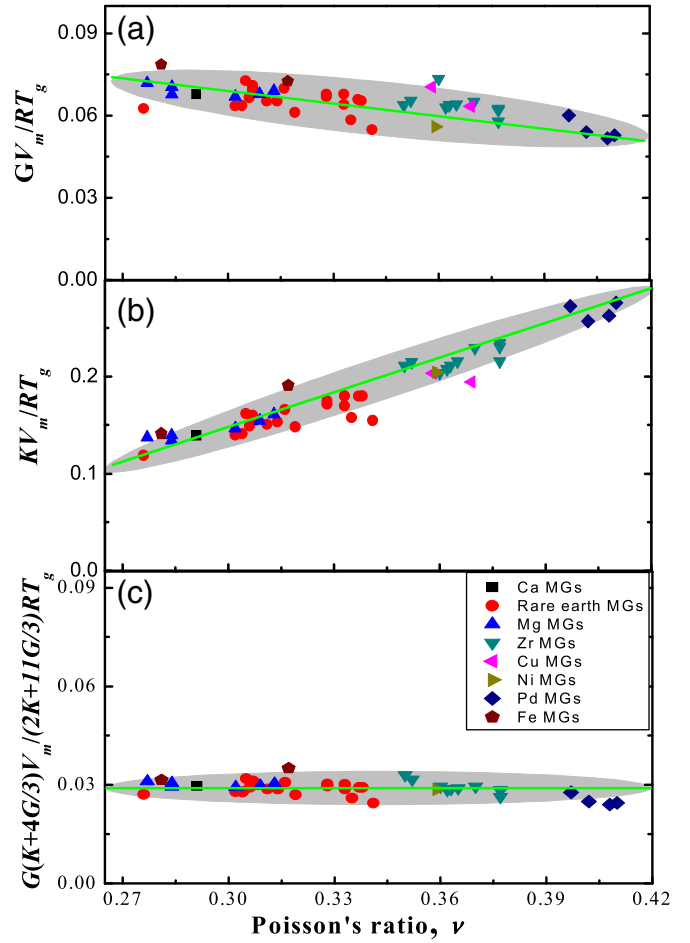 (a)
0.09
0.06
0.03
0.00
GV_m/RT_g
(b)
0.2
0.1
0.0
KV_m/RT_g
(c)
0.09
0.06
0.03
0.00
G(K+4G/3)V_m/(2K+11G/3)RT_g
Ca MGs
Rare earth MGs
Mg MGs
Zr MGs
Cu MGs
Ni MGs
Pd MGs
Fe MGs
0.27 0.30 0.33 0.36 0.39 0.42
Poisson's ratio, ν